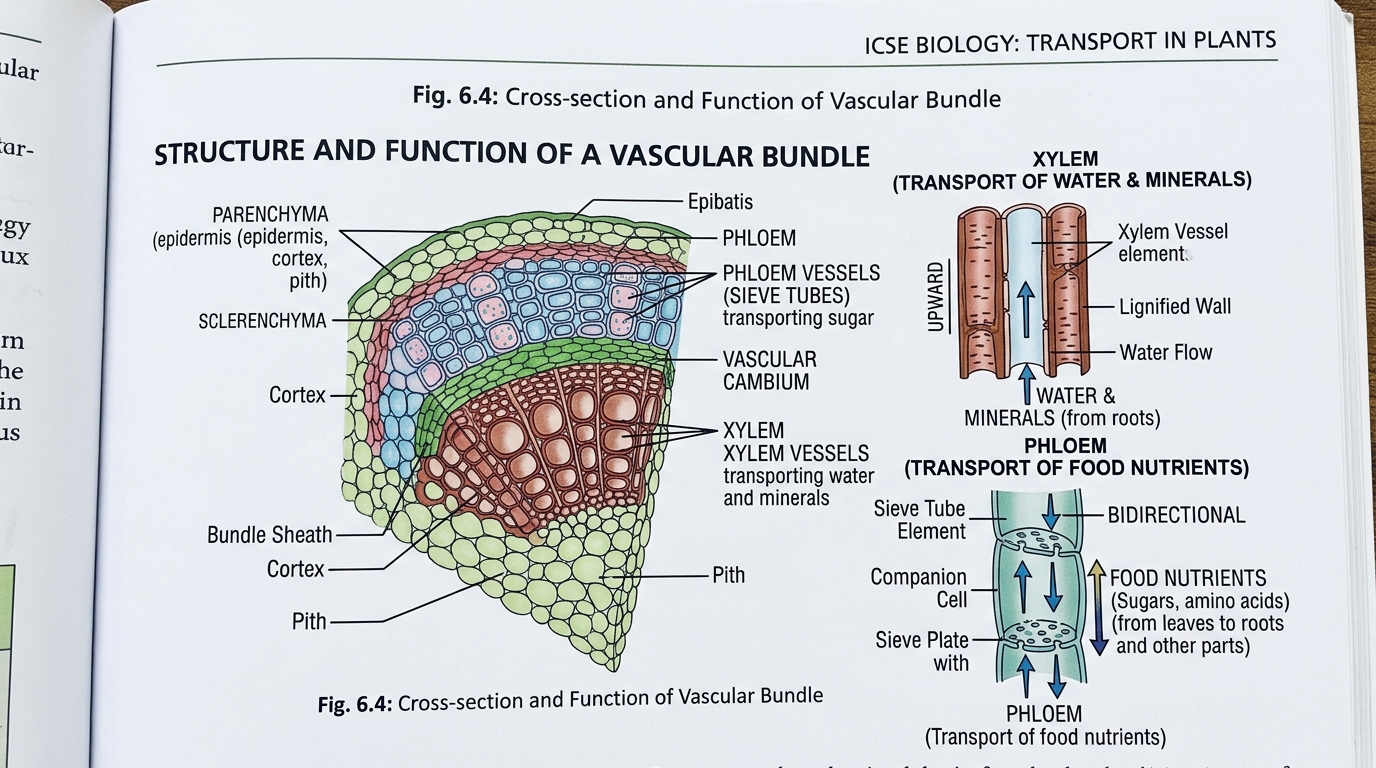 ular
tar-
egy
ux
rn
he
in
us
ICSE BIOLOGY: TRANSPORT IN PLANTS
Fig. 6.4: Cross-section and Function of Vascular Bundle
STRUCTURE AND FUNCTION OF A VASCULAR BUNDLE
PARENCHYMA
(epidermis (epidermis,
cortex,
pith)
SCLERENCHYMA
Cortex
Bundle Sheath
Cortex
Pith
Epibatis
PHLOEM
PHLOEM VESSELS
(SIEVE TUBES)
transporting sugar
VASCULAR
CAMBIUM
XYLEM
XYLEM VESSELS
transporting water
and minerals
Pith
Fig. 6.4: Cross-section and Function of Vascular Bundle
XYLEM
(TRANSPORT OF WATER & MINERALS)
UPWARD
Xylem Vessel
elements
Lignified Wall
Water Flow
WATER &
MINERALS (from roots)
PHLOEM
(TRANSPORT OF FOOD NUTRIENTS)
Sieve Tube
Element
BIDIRECTIONAL
Companion
Cell
FOOD NUTRIENTS
(Sugars, amino acids)
(from leaves to roots
and other parts)
Sieve Plate
with
PHLOEM
(Transport of food nutrients)